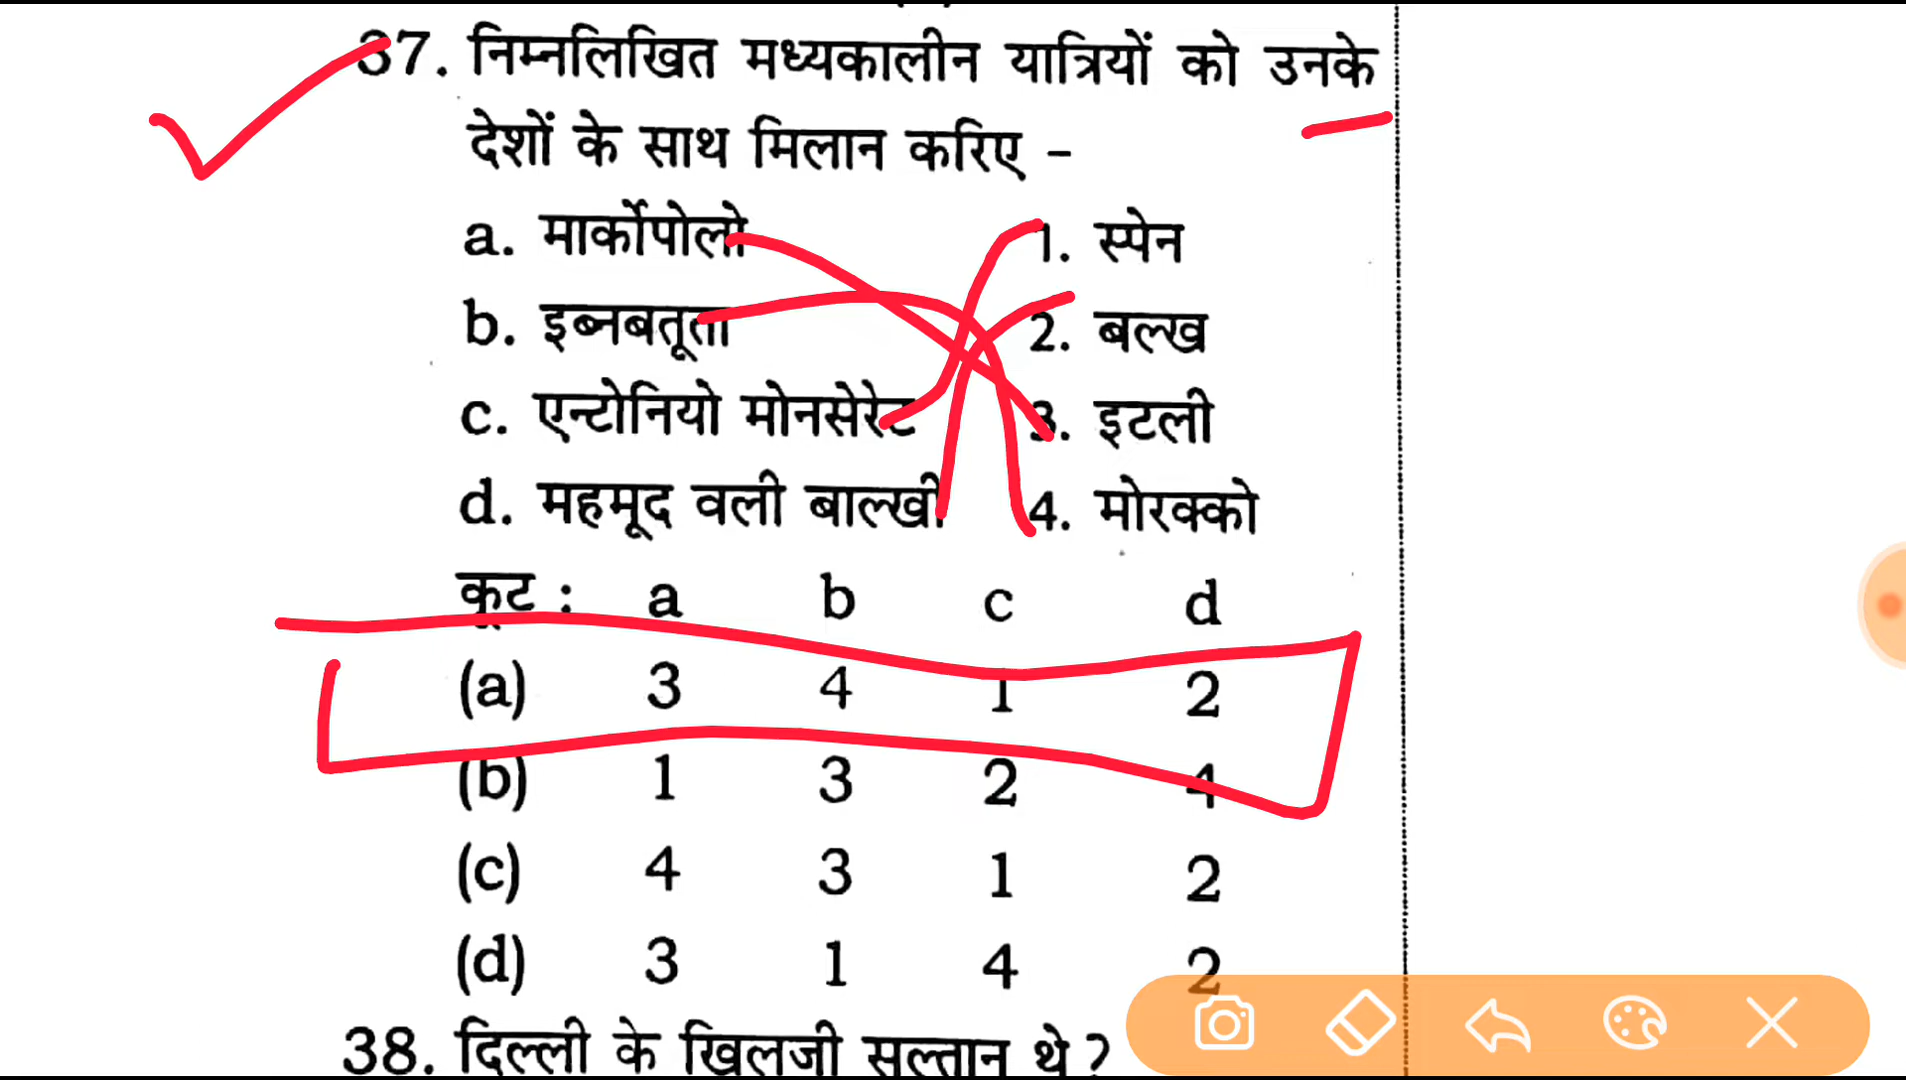 37. निम्नलिखित मध्यकालीन यात्रियों को उनके
देशों के साथ मिलान करिए -
a. मार्कोपोलो 1. स्पेन
b. इब्नबतूता 2. बल्ख
c. एन्टोनियो मोनसेरेट 3. इटली
d. महमूद वली बाल्खी 4. मोरक्को
कूट : a b c d
(a) 3 4 1 2
(b) 1 3 2 4
(c) 4 3 1 2
(d) 3 1 4 2
38. दिल्ली के खिलजी सुल्तान थे ?